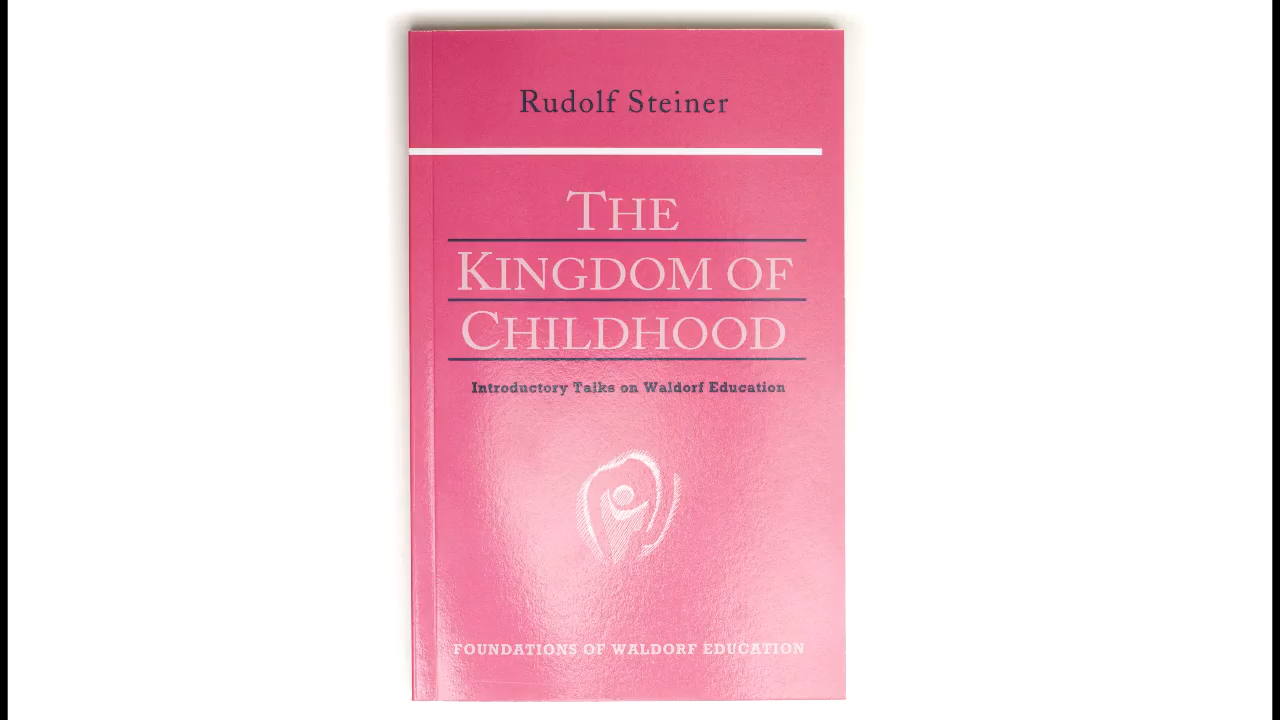 Rudolf Steiner
THE
KINGDOM OF
CHILDHOOD
Introductory Talks on Waldorf Education
FOUNDATIONS OF WALDORF EDUCATION